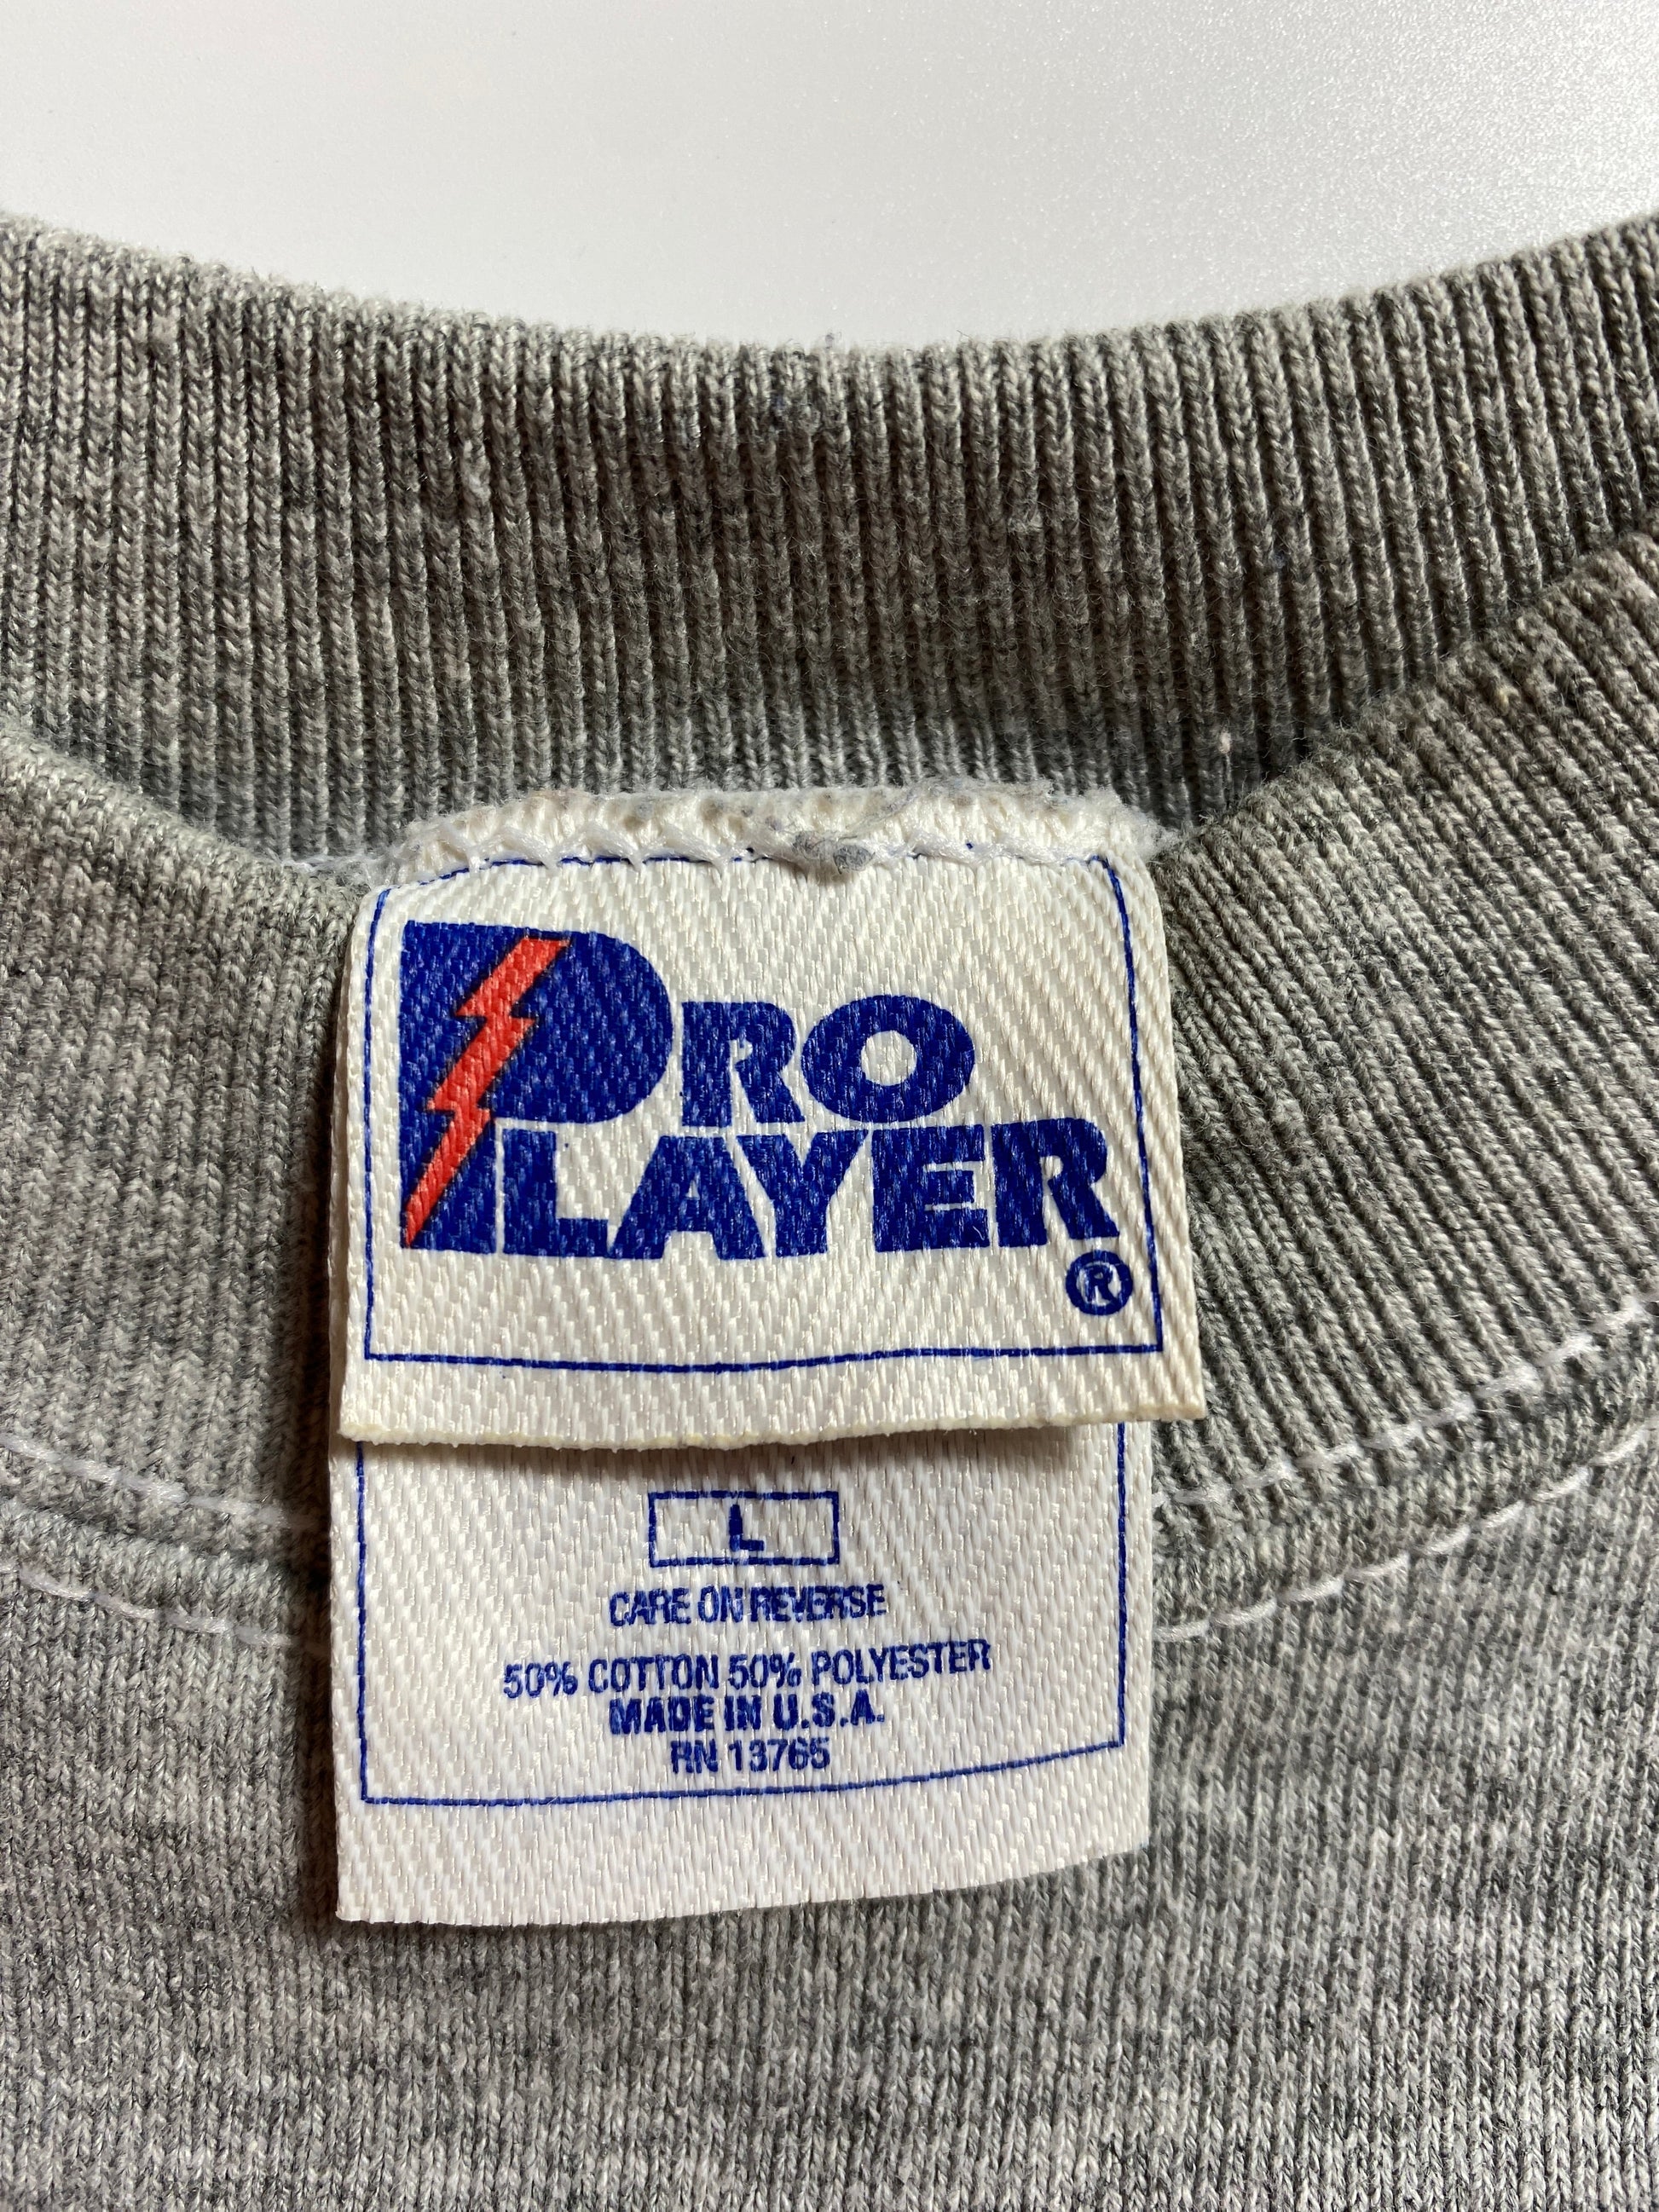 PRO
PLAYER
®
L
CARE ON REVERSE
50% COTTON 50% POLYESTER
MADE IN U.S.A.
RN 13765